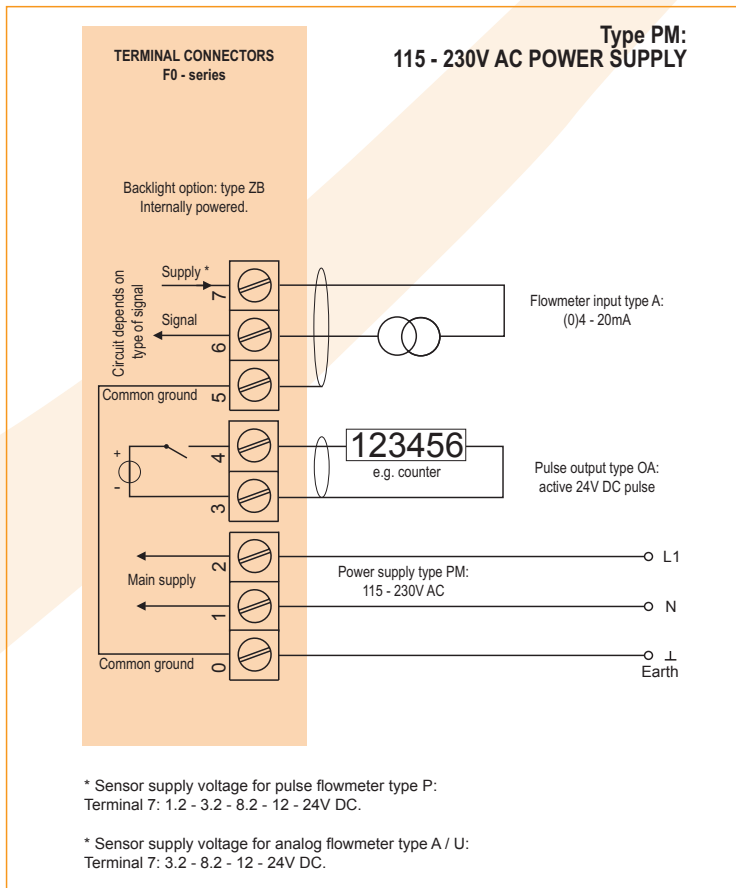 Type PM:
115 - 230V AC POWER SUPPLY
TERMINAL CONNECTORS
F0 - series
Backlight option: type ZB
Internally powered.
Circuit depends on
type of signal
Supply *
7
Signal
6
Common ground
5
Flowmeter input type A:
(0)4 - 20mA
+
-
4
3
123456
e.g. counter
Pulse output type OA:
active 24V DC pulse
2
Main supply
1
Power supply type PM:
115 - 230V AC
L1
N
Common ground
0
Earth
* Sensor supply voltage for pulse flowmeter type P:
Terminal 7: 1.2 - 3.2 - 8.2 - 12 - 24V DC.
* Sensor supply voltage for analog flowmeter type A / U:
Terminal 7: 3.2 - 8.2 - 12 - 24V DC.